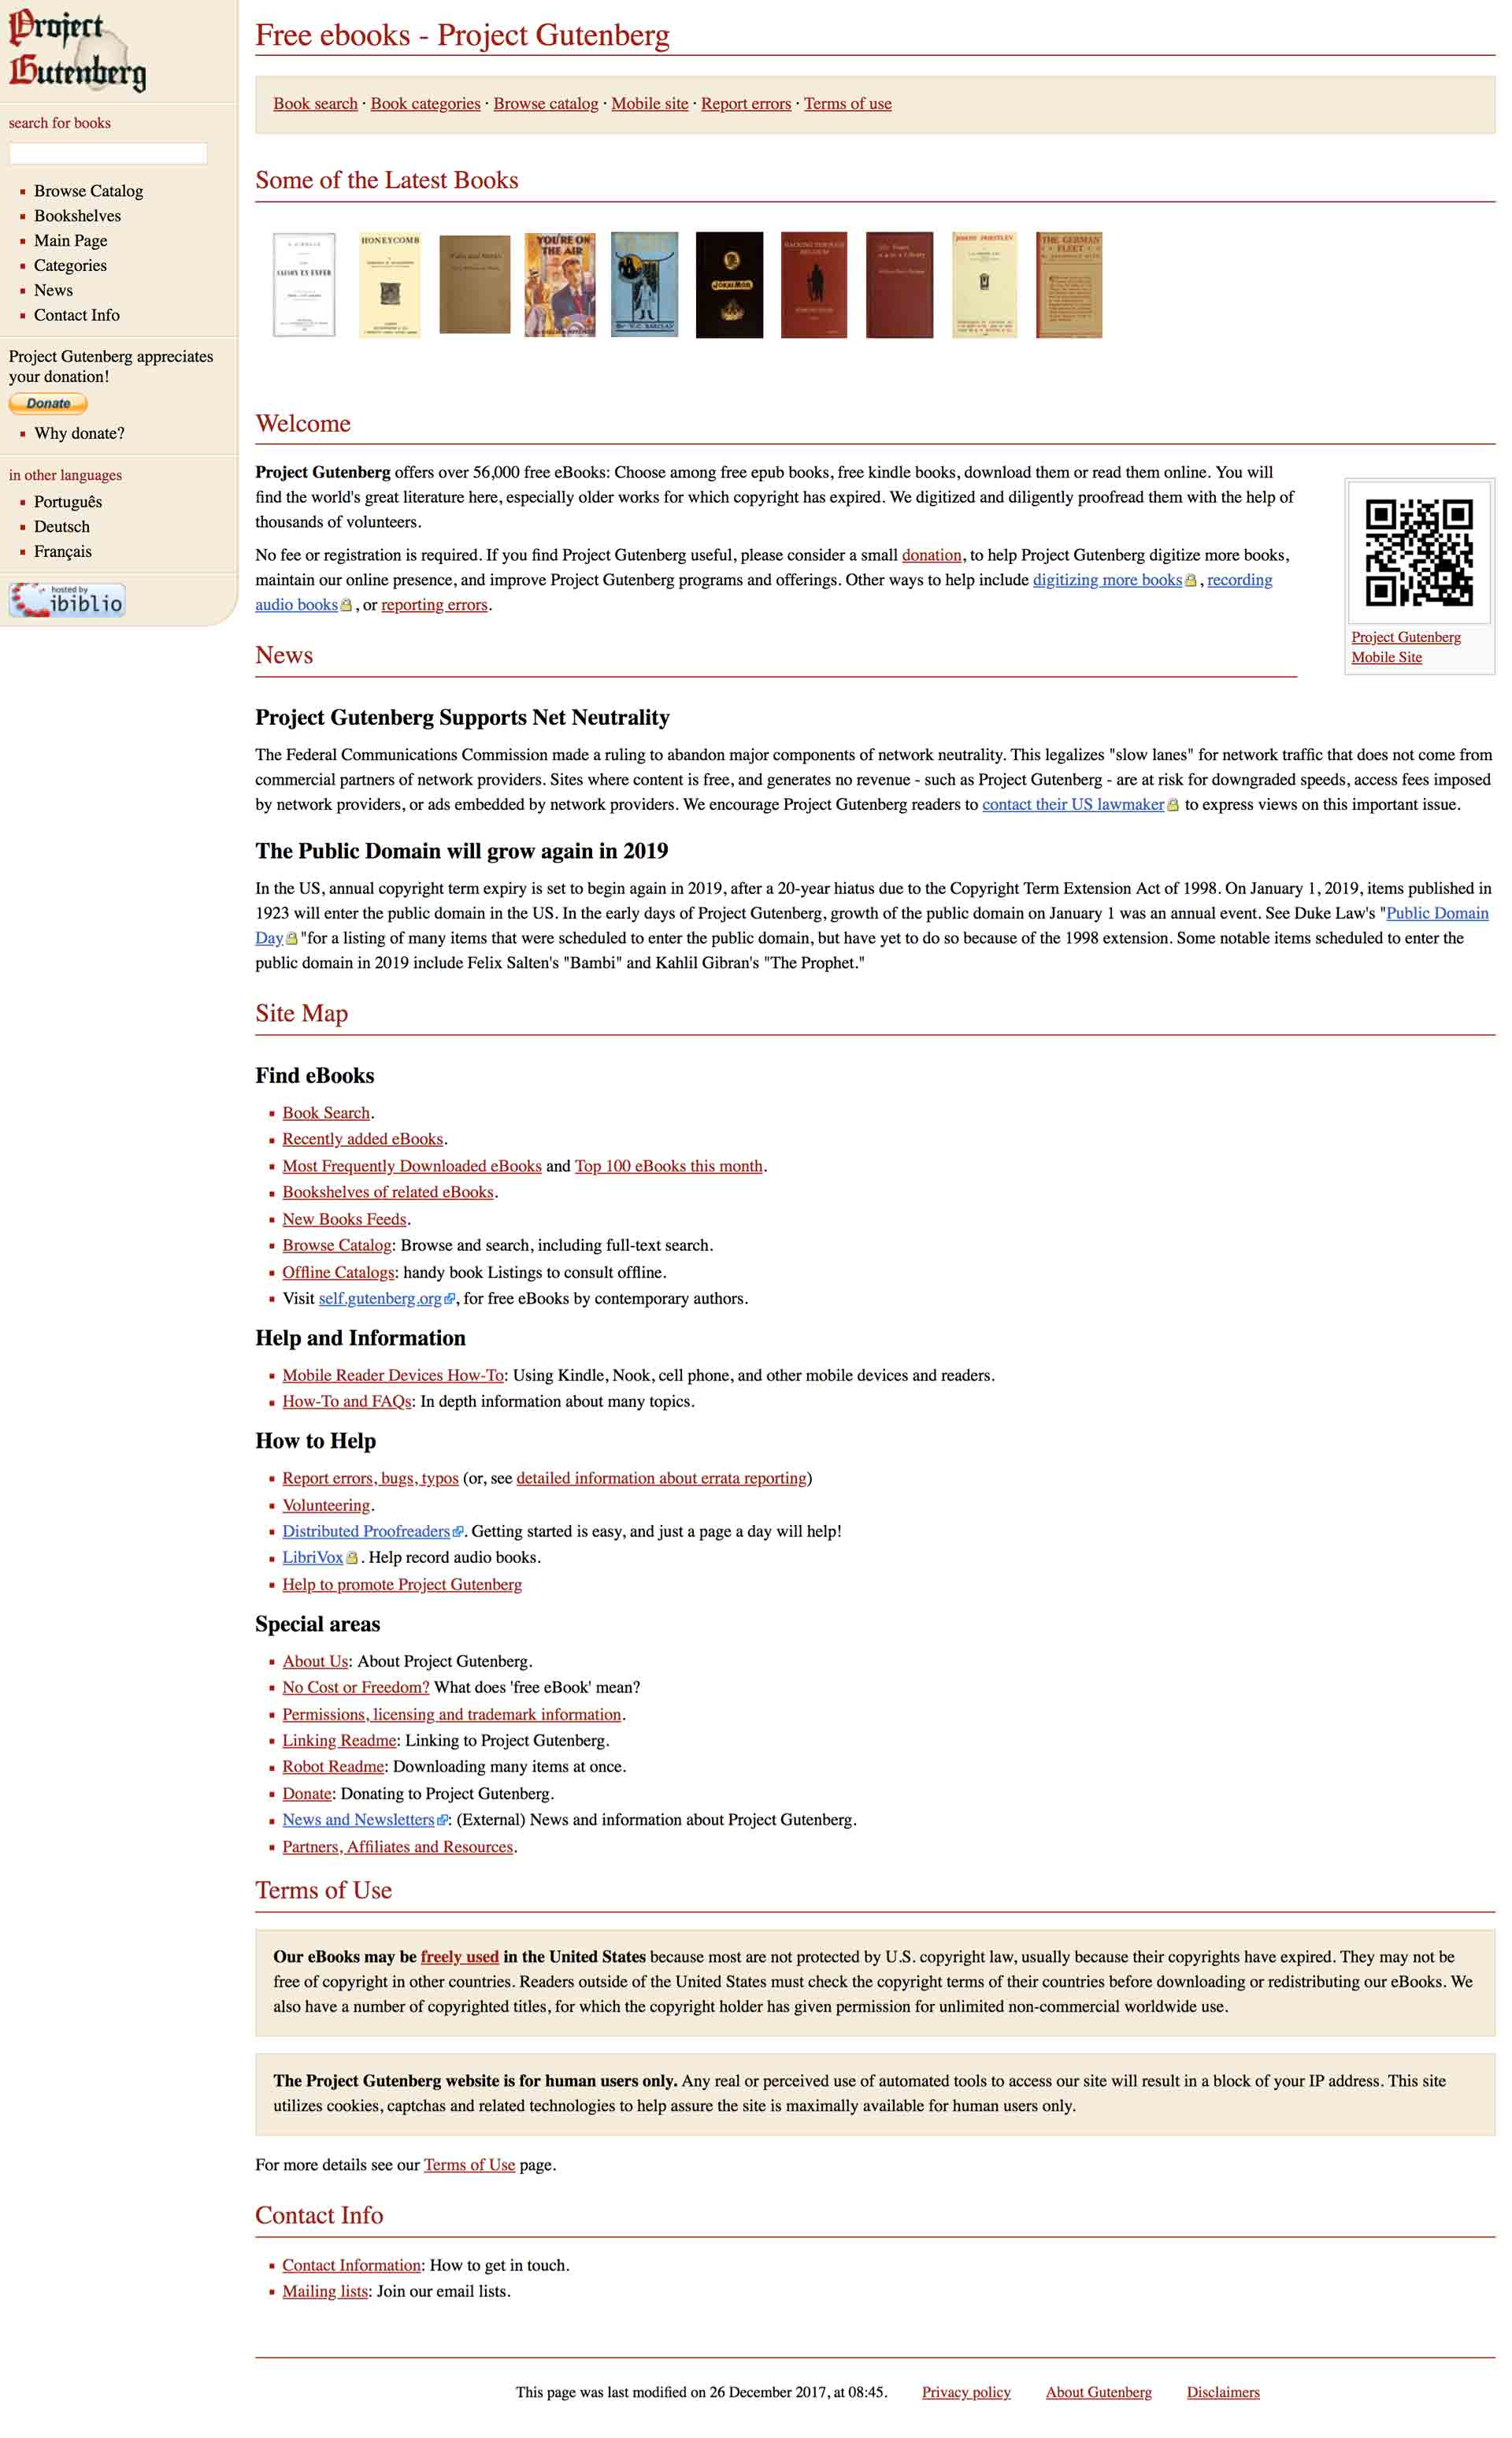 Project
Gutenberg
search for books
Browse Catalog
Bookshelves
Main Page
Categories
News
Contact Info
Project Gutenberg appreciates
your donation!
Donate
Why donate?
in other languages
Português
Deutsch
Français
hosted by
ibiblio
Free ebooks - Project Gutenberg
Book search · Book categories · Browse catalog · Mobile site · Report errors · Terms of use
Some of the Latest Books
HONEYCOMB
YOU'RE ON
THE AIR
JÓKAI MÓR
HACKING THROUGH
BELGIUM
JOSEPH PRIESTLEY
THE GERMAN
FLEET
Welcome
Project Gutenberg offers over 56,000 free eBooks: Choose among free epub books, free kindle books, download them or read them online. You will
find the world's great literature here, especially older works for which copyright has expired. We digitized and diligently proofread them with the help of
thousands of volunteers.
No fee or registration is required. If you find Project Gutenberg useful, please consider a small donation, to help Project Gutenberg digitize more books,
maintain our online presence, and improve Project Gutenberg programs and offerings. Other ways to help include digitizing more books, recording
audio books, or reporting errors.
Project Gutenberg
Mobile Site
News
Project Gutenberg Supports Net Neutrality
The Federal Communications Commission made a ruling to abandon major components of network neutrality. This legalizes "slow lanes" for network traffic that does not come from
commercial partners of network providers. Sites where content is free, and generates no revenue - such as Project Gutenberg - are at risk for downgraded speeds, access fees imposed
by network providers, or ads embedded by network providers. We encourage Project Gutenberg readers to contact their US lawmaker to express views on this important issue.
The Public Domain will grow again in 2019
In the US, annual copyright term expiry is set to begin again in 2019, after a 20-year hiatus due to the Copyright Term Extension Act of 1998. On January 1, 2019, items published in
1923 will enter the public domain in the US. In the early days of Project Gutenberg, growth of the public domain on January 1 was an annual event. See Duke Law's "Public Domain
Day "for a listing of many items that were scheduled to enter the public domain, but have yet to do so because of the 1998 extension. Some notable items scheduled to enter the
public domain in 2019 include Felix Salten's "Bambi" and Kahlil Gibran's "The Prophet."
Site Map
Find eBooks
Book Search.
Recently added eBooks.
Most Frequently Downloaded eBooks and Top 100 eBooks this month.
Bookshelves of related eBooks.
New Books Feeds.
Browse Catalog: Browse and search, including full-text search.
Offline Catalogs: handy book Listings to consult offline.
Visit self.gutenberg.org, for free eBooks by contemporary authors.
Help and Information
Mobile Reader Devices How-To: Using Kindle, Nook, cell phone, and other mobile devices and readers.
How-To and FAQs: In depth information about many topics.
How to Help
Report errors, bugs, typos (or, see detailed information about errata reporting)
Volunteering.
Distributed Proofreaders. Getting started is easy, and just a page a day will help!
LibriVox. Help record audio books.
Help to promote Project Gutenberg
Special areas
About Us: About Project Gutenberg.
No Cost or Freedom? What does 'free eBook' mean?
Permissions, licensing and trademark information.
Linking Readme: Linking to Project Gutenberg.
Robot Readme: Downloading many items at once.
Donate: Donating to Project Gutenberg.
News and Newsletters: (External) News and information about Project Gutenberg.
Partners, Affiliates and Resources.
Terms of Use
Our eBooks may be freely used in the United States because most are not protected by U.S. copyright law, usually because their copyrights have expired. They may not be
free of copyright in other countries. Readers outside of the United States must check the copyright terms of their countries before downloading or redistributing our eBooks. We
also have a number of copyrighted titles, for which the copyright holder has given permission for unlimited non-commercial worldwide use.
The Project Gutenberg website is for human users only. Any real or perceived use of automated tools to access our site will result in a block of your IP address. This site
utilizes cookies, captchas and related technologies to help assure the site is maximally available for human users only.
For more details see our Terms of Use page.
Contact Info
Contact Information: How to get in touch.
Mailing lists: Join our email lists.
This page was last modified on 26 December 2017, at 08:45. Privacy policy About Gutenberg Disclaimers